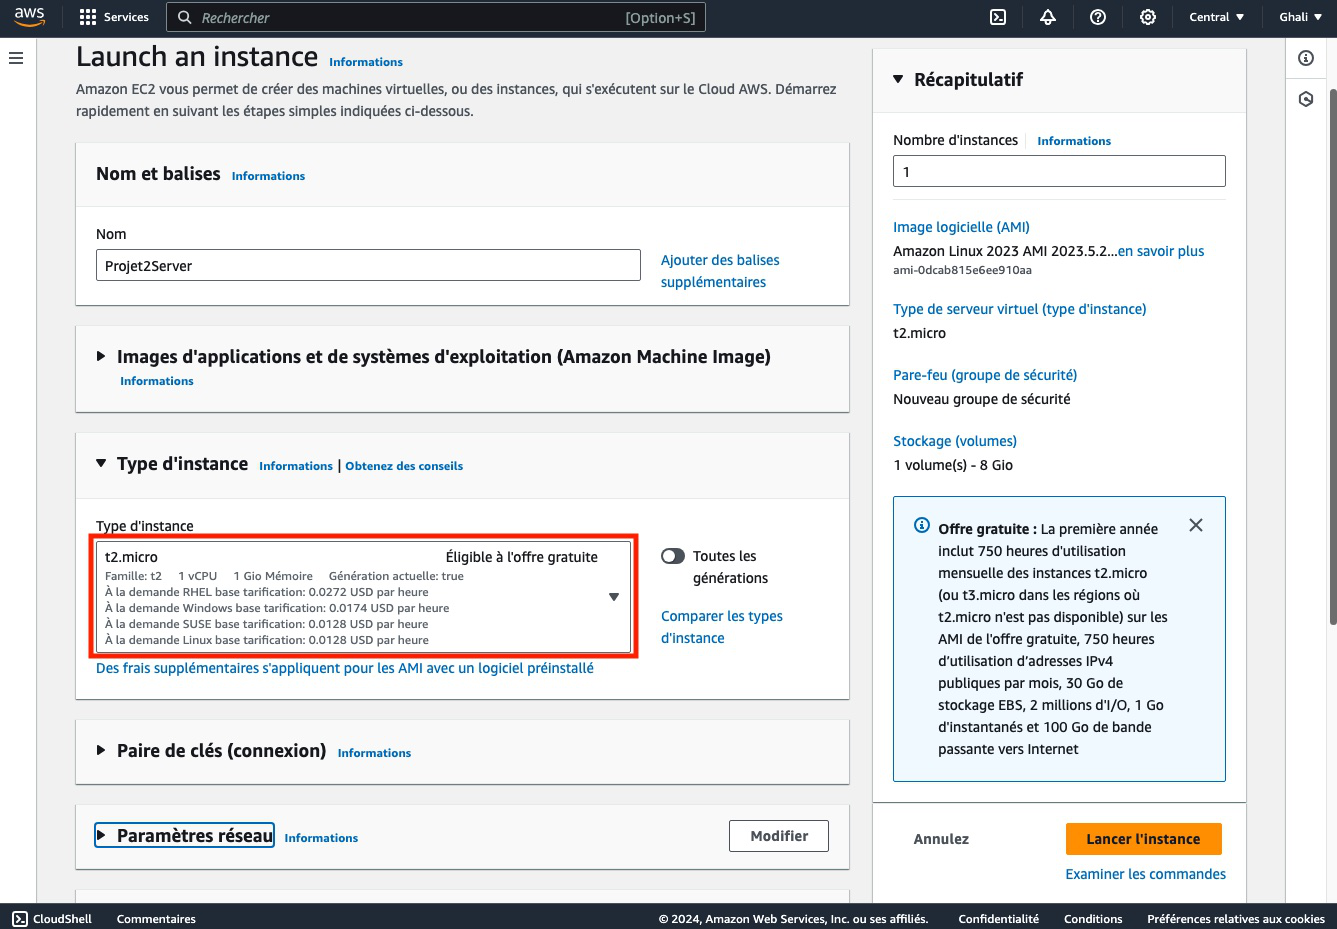 aws
Services
Rechercher
[Option+S]
Central
Ghali
Launch an instance Informations
Amazon EC2 vous permet de créer des machines virtuelles, ou des instances, qui s'exécutent sur le Cloud AWS. Démarrez
rapidement en suivant les étapes simples indiquées ci-dessous.
Nom et balises Informations
Nom
Projet2Server
Ajouter des balises
supplémentaires
Images d'applications et de systèmes d'exploitation (Amazon Machine Image)
Informations
Type d'instance Informations | Obtenez des conseils
Type d'instance
t2.micro Éligible à l'offre gratuite
Famille: t2 1 vCPU 1 Gio Mémoire Génération actuelle: true
À la demande RHEL base tarification: 0.0272 USD par heure
À la demande Windows base tarification: 0.0174 USD par heure
À la demande SUSE base tarification: 0.0128 USD par heure
À la demande Linux base tarification: 0.0128 USD par heure
Toutes les
générations
Comparer les types
d'instance
Des frais supplémentaires s'appliquent pour les AMI avec un logiciel préinstallé
Paire de clés (connexion) Informations
Paramètres réseau Informations
Modifier
Récapitulatif
Nombre d'instances Informations
1
Image logicielle (AMI)
Amazon Linux 2023 AMI 2023.5.2...en savoir plus
ami-0dcab815e6ee910aa
Type de serveur virtuel (type d'instance)
t2.micro
Pare-feu (groupe de sécurité)
Nouveau groupe de sécurité
Stockage (volumes)
1 volume(s) - 8 Gio
Offre gratuite : La première année
inclut 750 heures d'utilisation
mensuelle des instances t2.micro
(ou t3.micro dans les régions où
t2.micro n'est pas disponible) sur les
AMI de l'offre gratuite, 750 heures
d’utilisation d’adresses IPv4
publiques par mois, 30 Go de
stockage EBS, 2 millions d'I/O, 1 Go
d'instantanés et 100 Go de bande
passante vers Internet
Annulez
Lancer l'instance
Examiner les commandes
CloudShell
Commentaires
© 2024, Amazon Web Services, Inc. ou ses affiliés.
Confidentialité
Conditions
Préférences relatives aux cookies